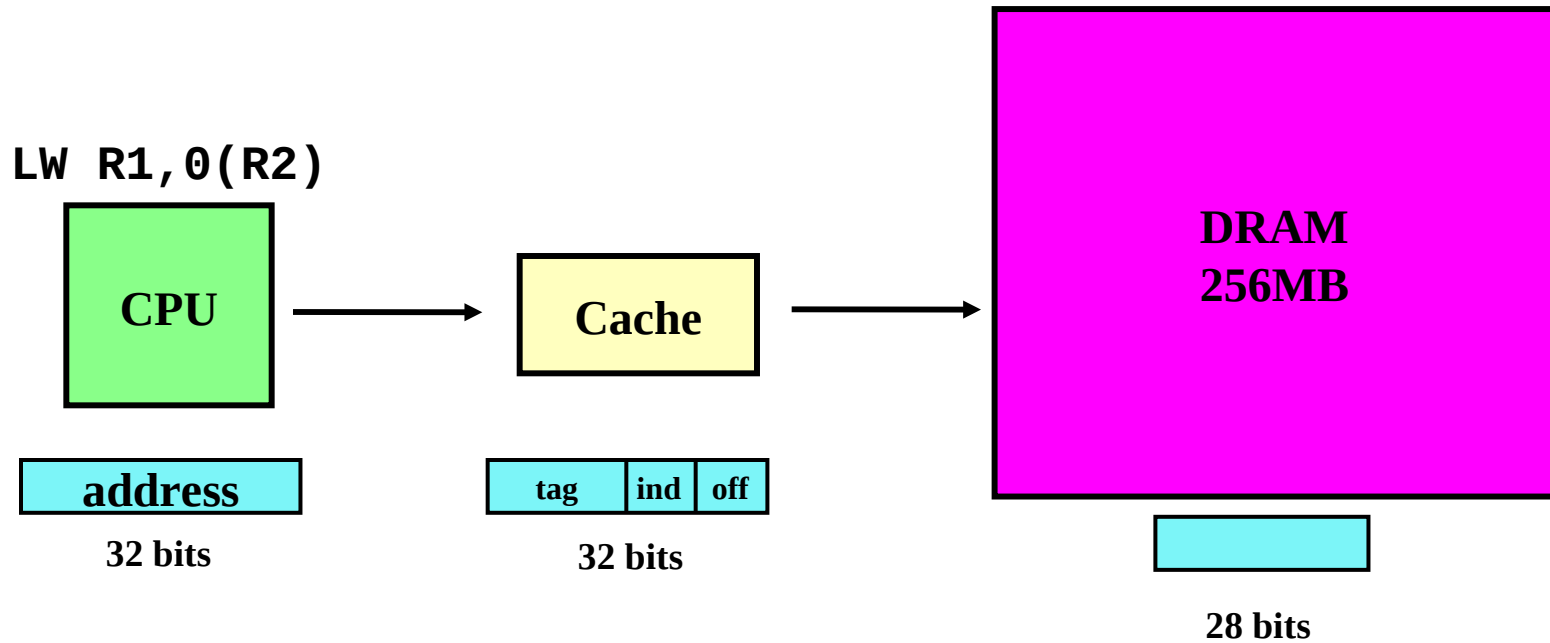 LW R1,0(R2)
CPU
Cache
DRAM
256MB
address
tag ind off
32 bits
32 bits
28 bits